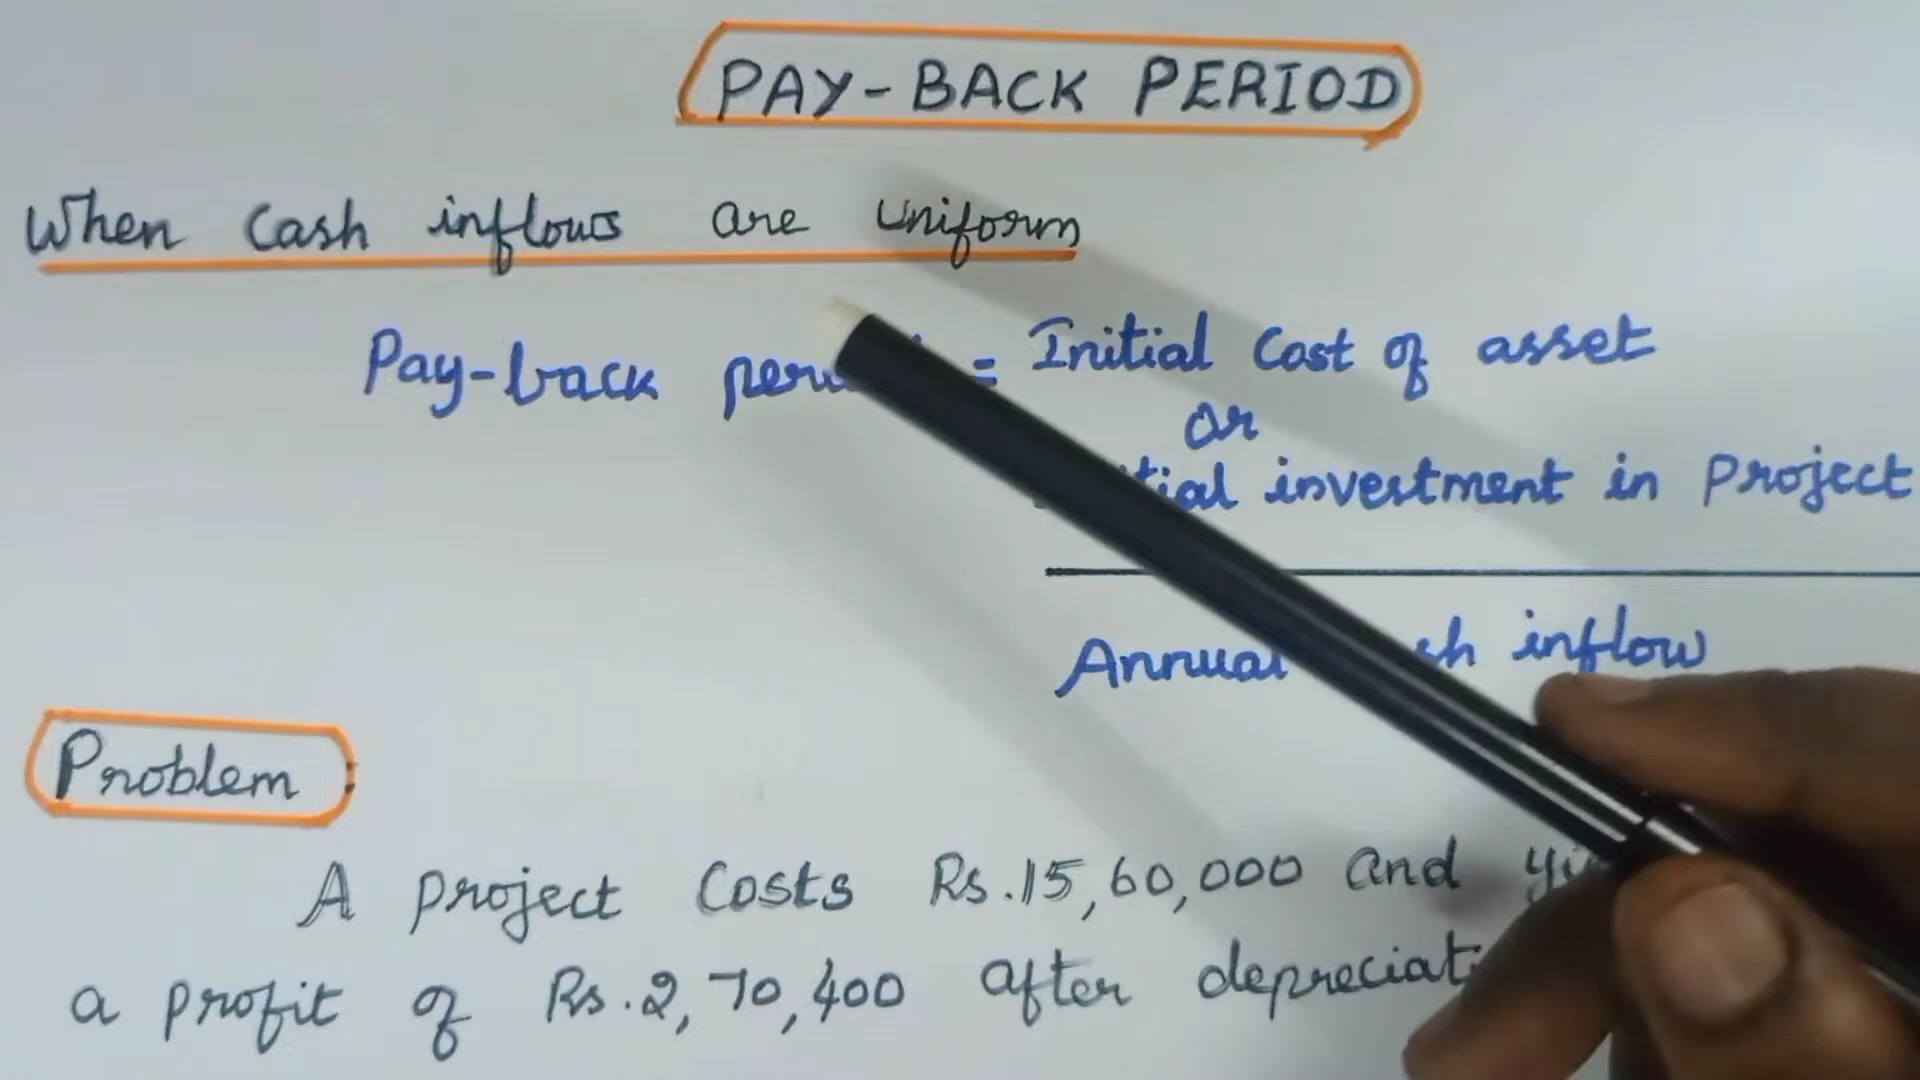 PAY-BACK PERIOD
When Cash inflows are Uniform
Pay-back = Initial Cost of asset
or
investment in Project
Annual inflow
Problem
A project Costs Rs.15,60,000 and
a profit of Rs.2,70,400 after